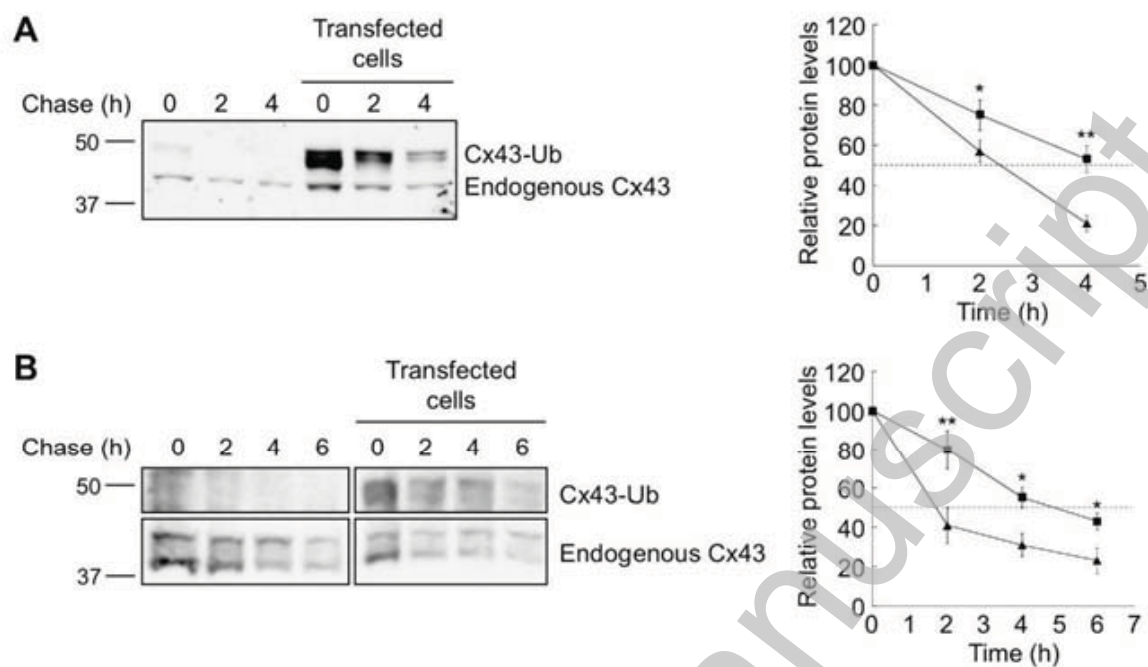 A
Transfected
cells
Chase (h) 0 2 4 0 2 4
50
Cx43-Ub
Endogenous Cx43
37
Relative protein levels
120
100
80
60
40
20
0
*
**
0 1 2 3 4 5
Time (h)
B
Transfected
cells
Chase (h) 0 2 4 6 0 2 4 6
50
Cx43-Ub
Endogenous Cx43
37
Relative protein levels
120
100
80
60
40
20
0
**
*
*
0 1 2 3 4 5 6 7
Time (h)
nuscript